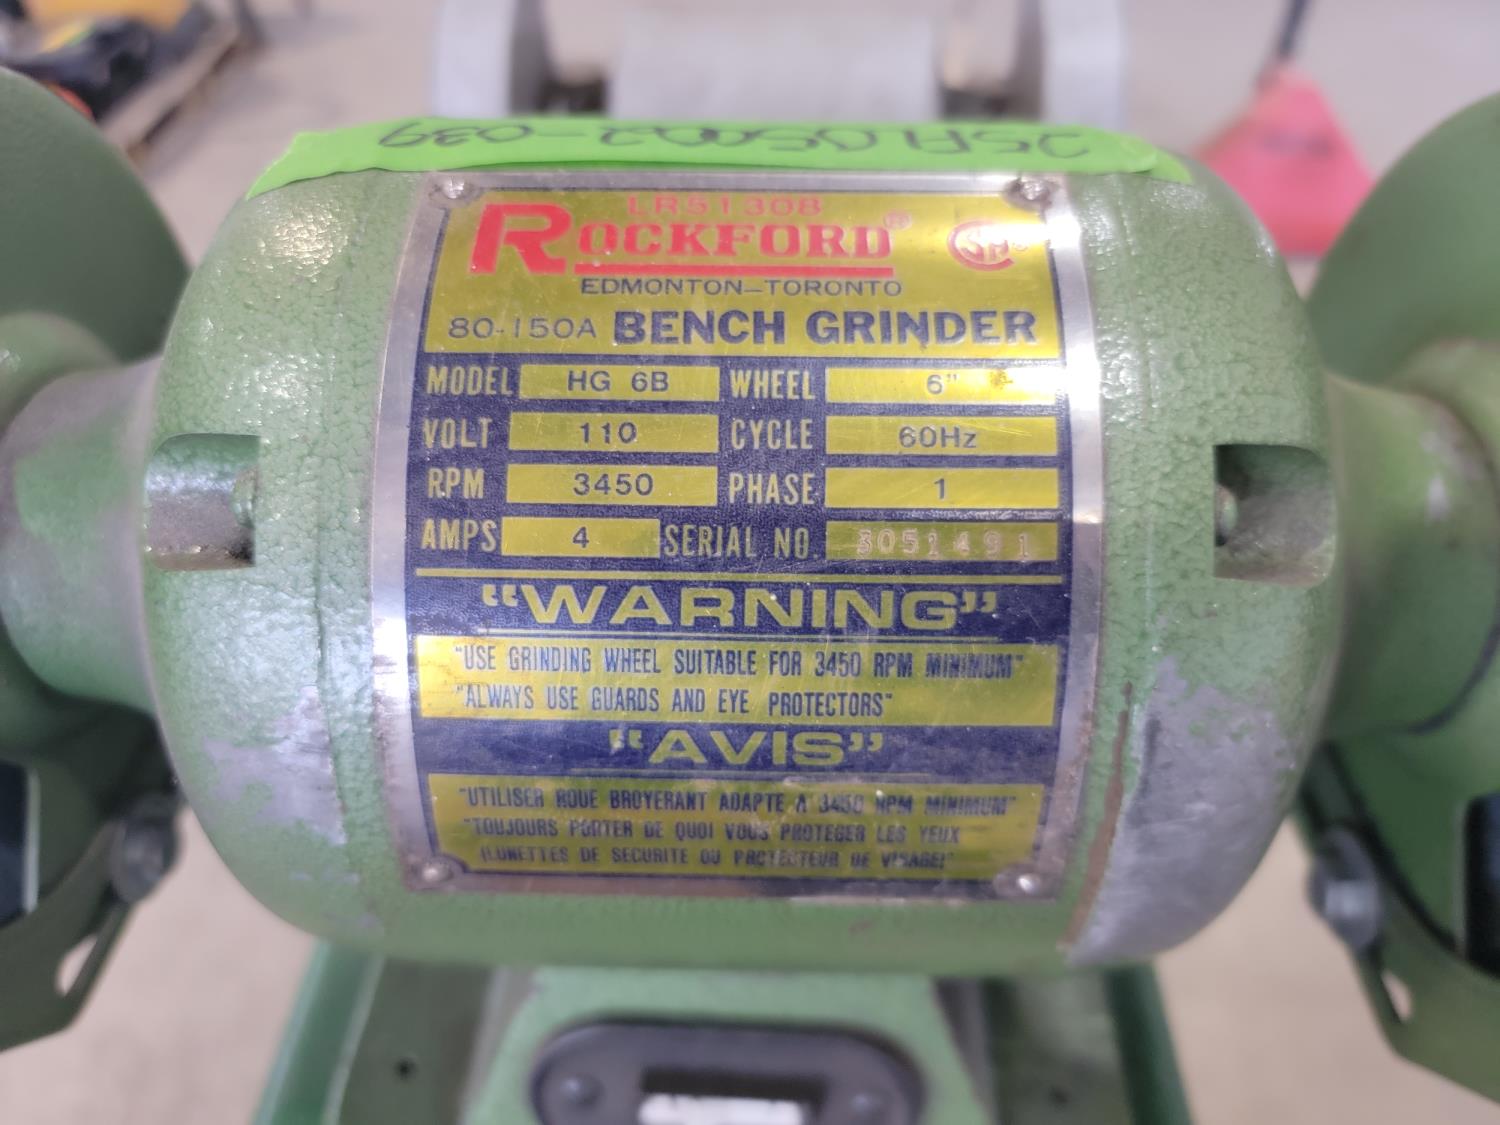 LR51308
ROCKFORD®
EDMONTON–TORONTO
80-150A BENCH GRINDER
MODEL HG 6B WHEEL 6"
VOLT 110 CYCLE 60Hz
RPM 3450 PHASE 1
AMPS 4 SERIAL NO. 3051491
"WARNING"
"USE GRINDING WHEEL SUITABLE FOR 3450 RPM MINIMUM"
"ALWAYS USE GUARDS AND EYE PROTECTORS"
"AVIS"
"UTILISER ROUE BROYERANT ADAPTE A 3450 RPM MINIMUM"
"TOUJOURS PORTER DE QUOI VOUS PROTEGER LES YEUX
(LUNETTES DE SECURITE OU PROTECTEUR DE VISAGE)"